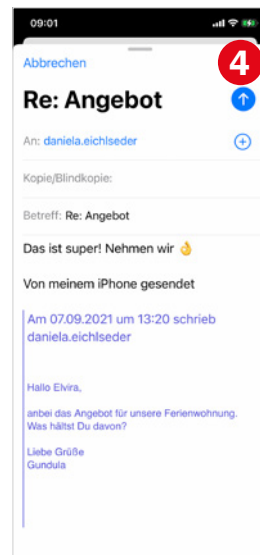 09:01
Abbrechen
4
Re: Angebot
An: daniela.eichlseder
Kopie/Blindkopie:
Betreff: Re: Angebot
Das ist super! Nehmen wir 👌
Von meinem iPhone gesendet
Am 07.09.2021 um 13:20 schrieb
daniela.eichlseder
Hallo Elvira,
anbei das Angebot für unsere Ferienwohnung.
Was hältst Du davon?
Liebe Grüße
Gundula